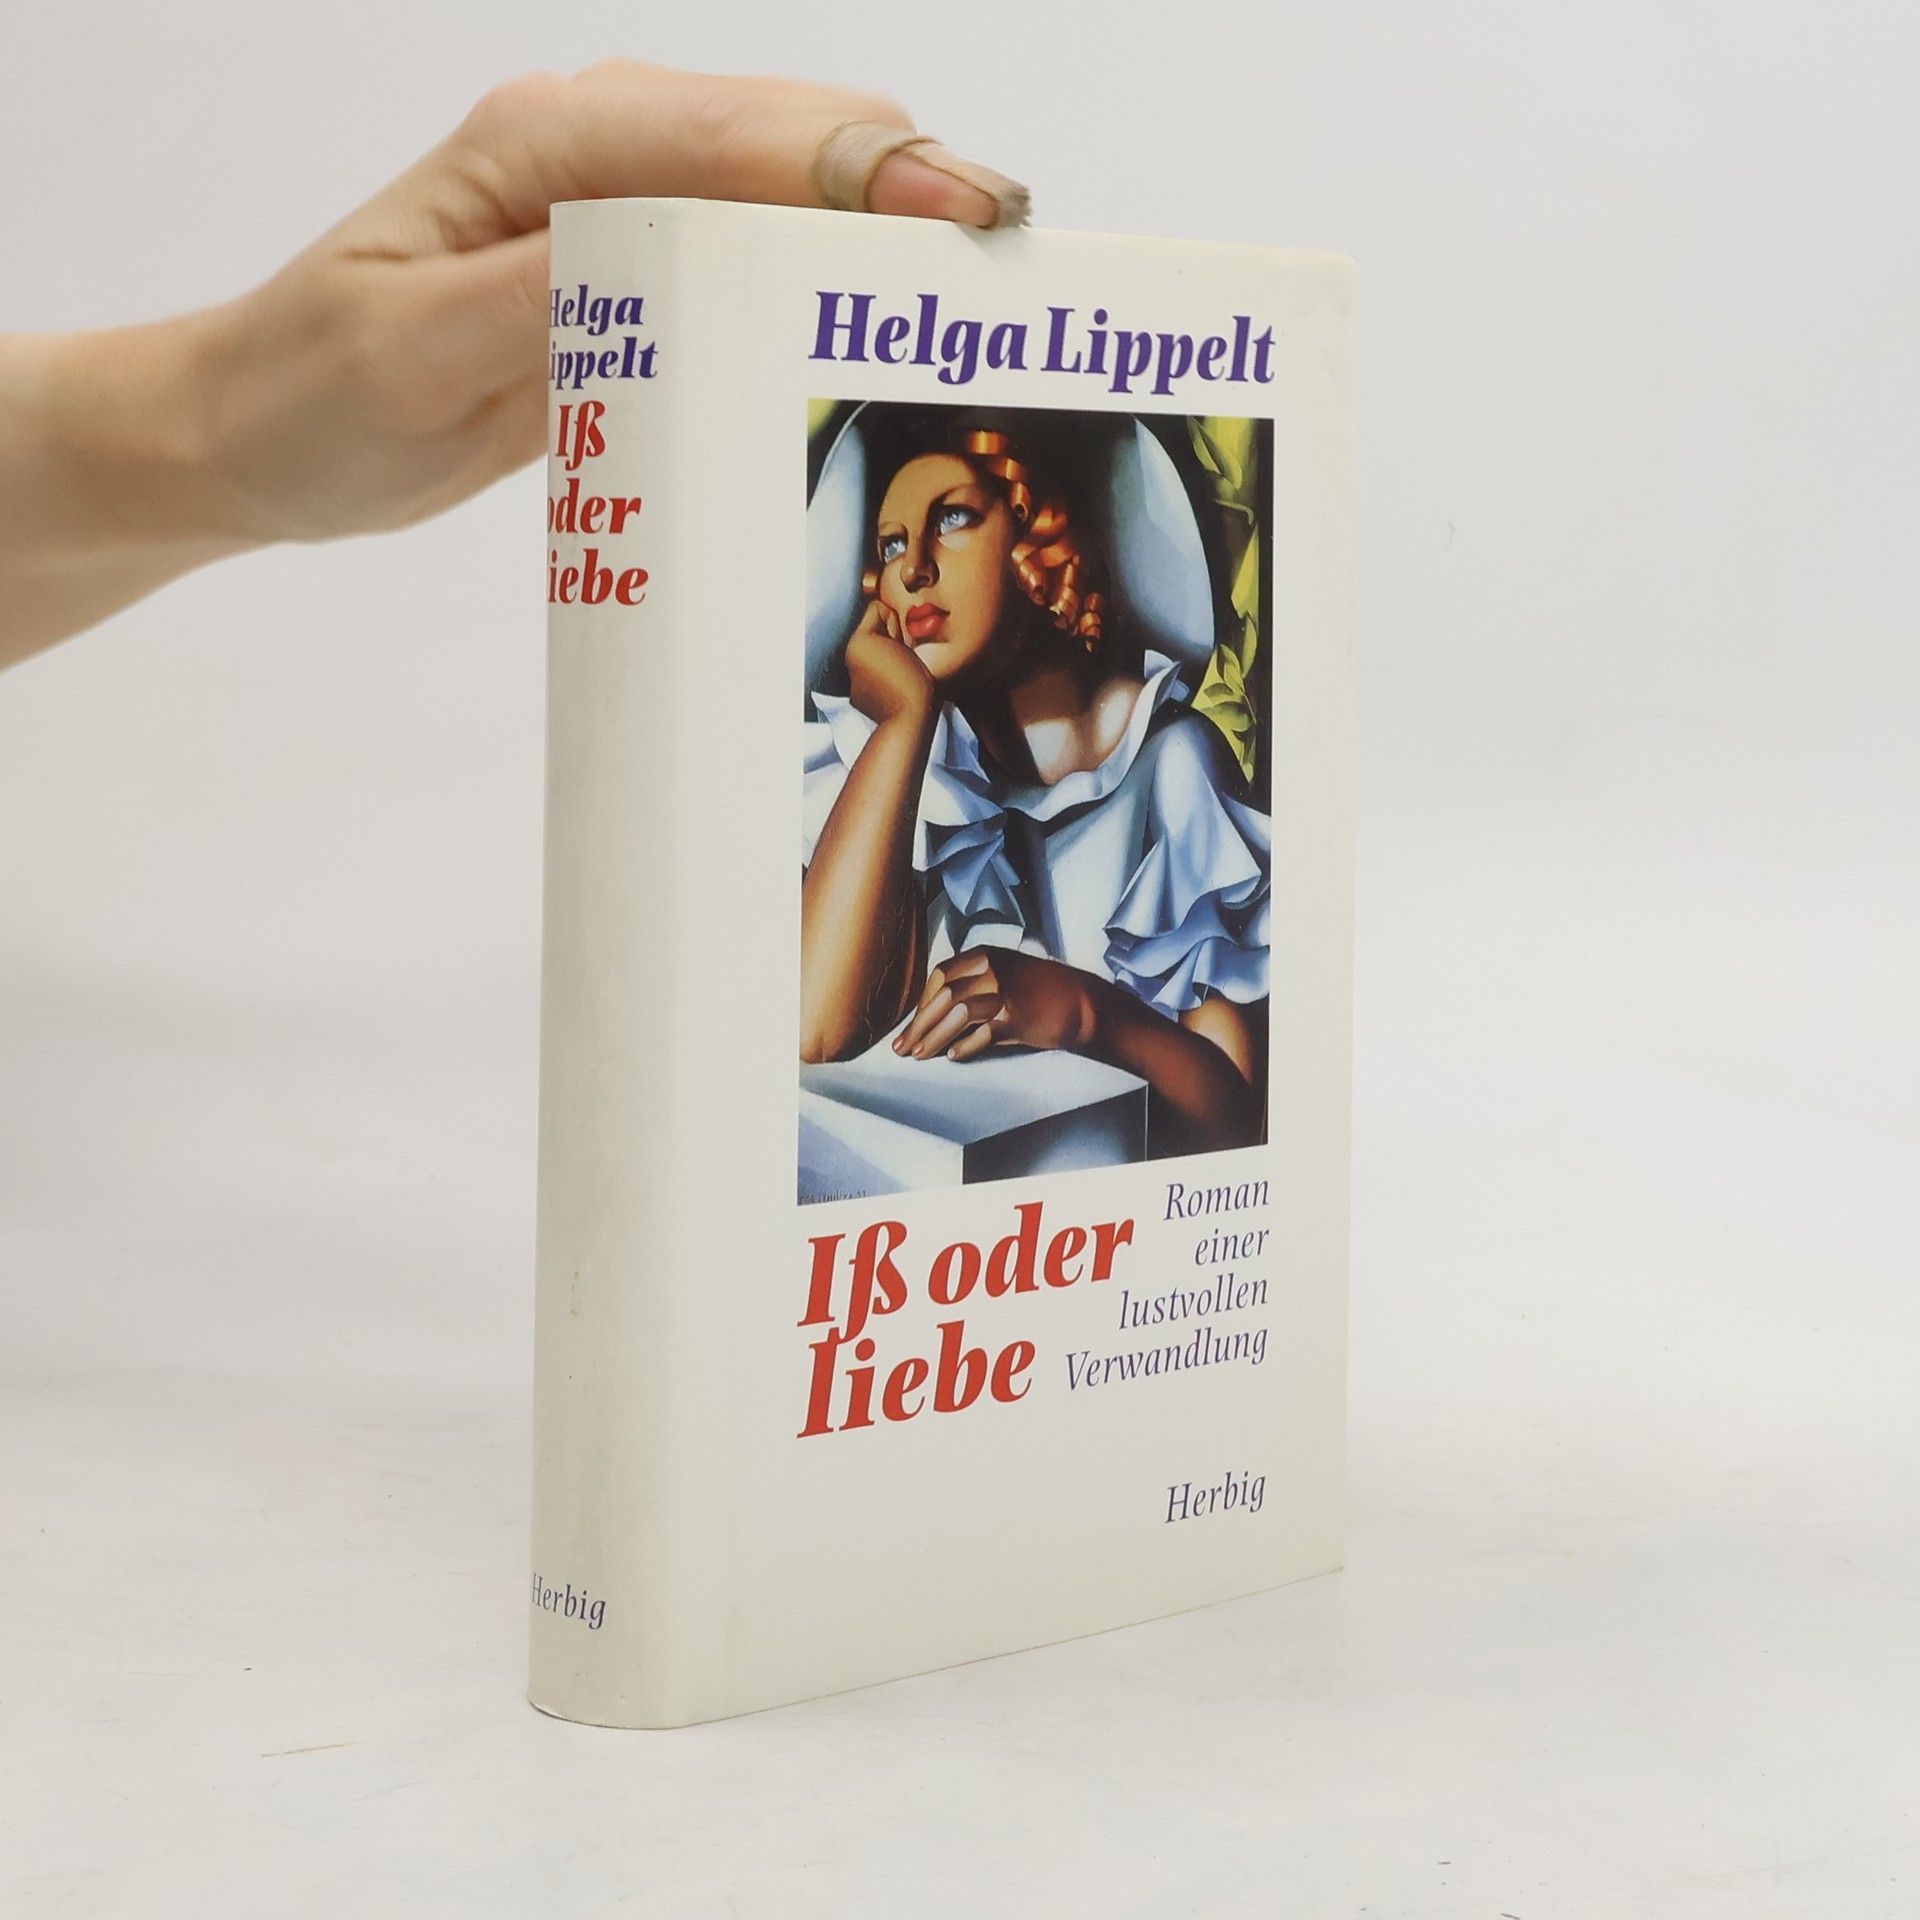 Helga
Lippelt
Iß
oder
liebe
Herbig
Helga Lippelt
Iß oder
liebe
Roman
einer
lustvollen
Verwandlung
Herbig